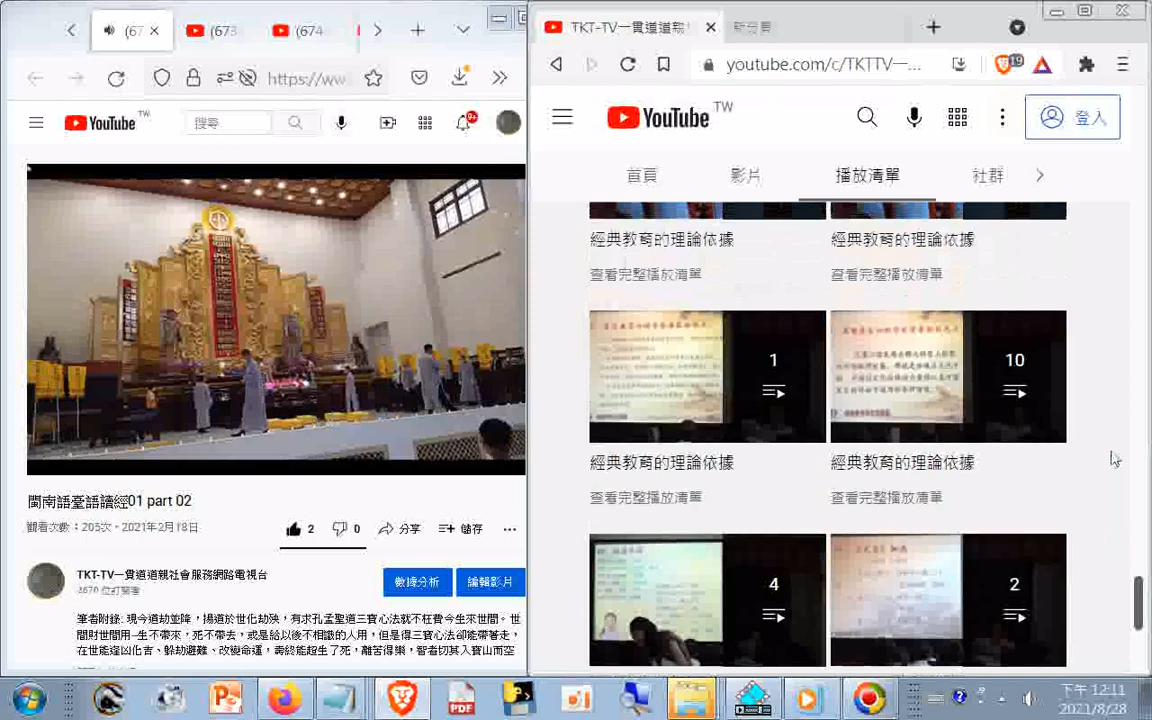 (67
(673
(674
https://ww
YouTube TW
搜尋
9+
閩南語臺語讀經01 part 02
觀看次數：205次・2021年2月18日
2
0
分享
儲存
TKT-TV一貫道道親社會服務網路電視台
數據分析
編輯影片
筆者附錄: 現今道劫並降，揚道於世化劫殃，有求孔孟聖道三寶心法就不枉費今生來世間。世
間財世間用一生不帶來，死不帶去，或是給以後不相識的人用，但是得三寶心法卻能帶著走，
在世能逢凶化吉、躲劫避難、改變命運，壽終能超生了死，離苦得樂，智者切其入寶山而空
TKT-TV一貫道道親
新分頁
youtube.com/c/TKTTV一...
19
YouTube TW
登入
首頁
影片
播放清單
社群
經典教育的理論依據
經典教育的理論依據
查看完整播放清單
查看完整播放清單
1
10
經典教育的理論依據
經典教育的理論依據
查看完整播放清單
查看完整播放清單
4
2
PDF
下午 12:11
2021/8/28